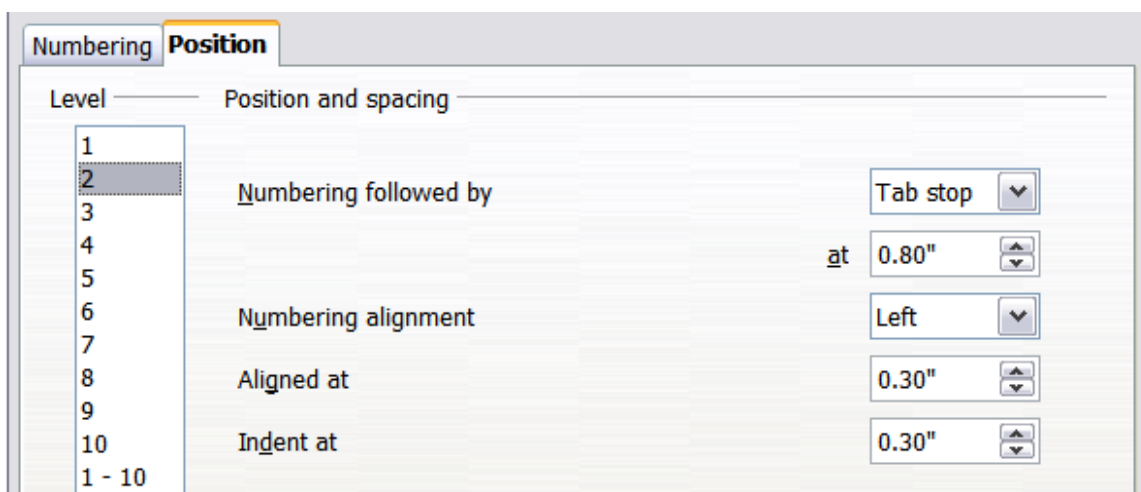 Numbering Position
Level Position and spacing
1
2
Numbering followed by Tab stop
3
4
at 0.80"
5
6
Numbering alignment Left
7
8
Aligned at 0.30"
9
10
Indent at 0.30"
1 - 10